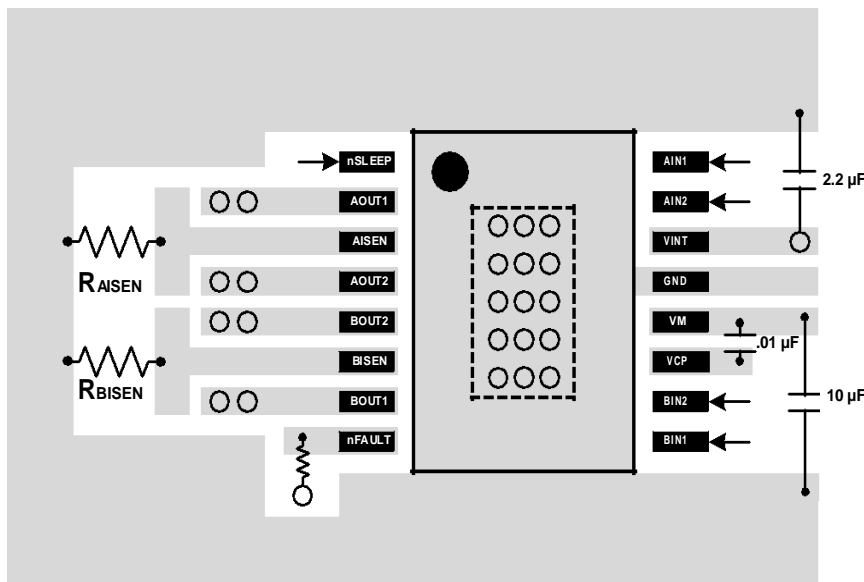 nSLEEP
AOUT1
AISEN
AOUT2
BOUT2
BISEN
BOUT1
nFAULT
RAISEN
RBISEN
AIN1
AIN2
VINT
GND
VM
VCP
BIN2
BIN1
2.2 µF
.01 µF
10 µF